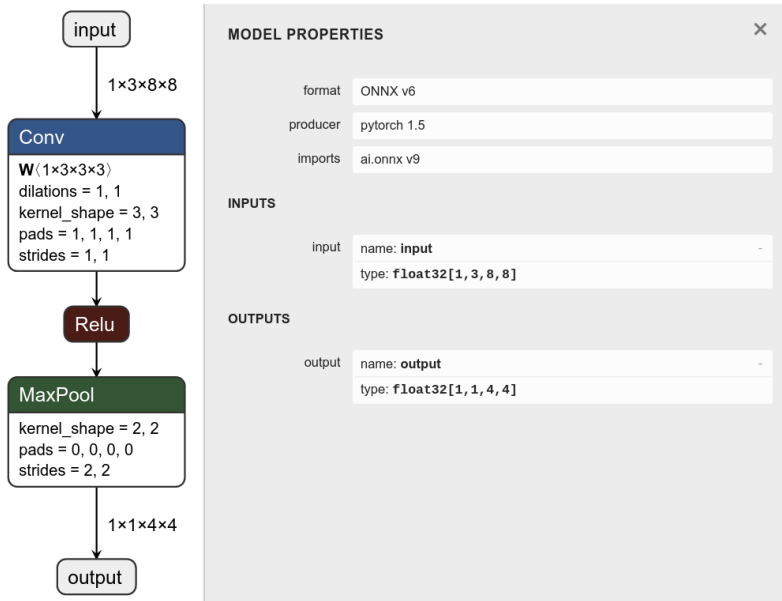 input
1×3×8×8
Conv
W⟨1×3×3×3⟩
dilations = 1, 1
kernel_shape = 3, 3
pads = 1, 1, 1, 1
strides = 1, 1
Relu
MaxPool
kernel_shape = 2, 2
pads = 0, 0, 0, 0
strides = 2, 2
1×1×4×4
output
MODEL PROPERTIES ×
format ONNX v6
producer pytorch 1.5
imports ai.onnx v9
INPUTS
input name: input -
type: float32[1,3,8,8]
OUTPUTS
output name: output -
type: float32[1,1,4,4]